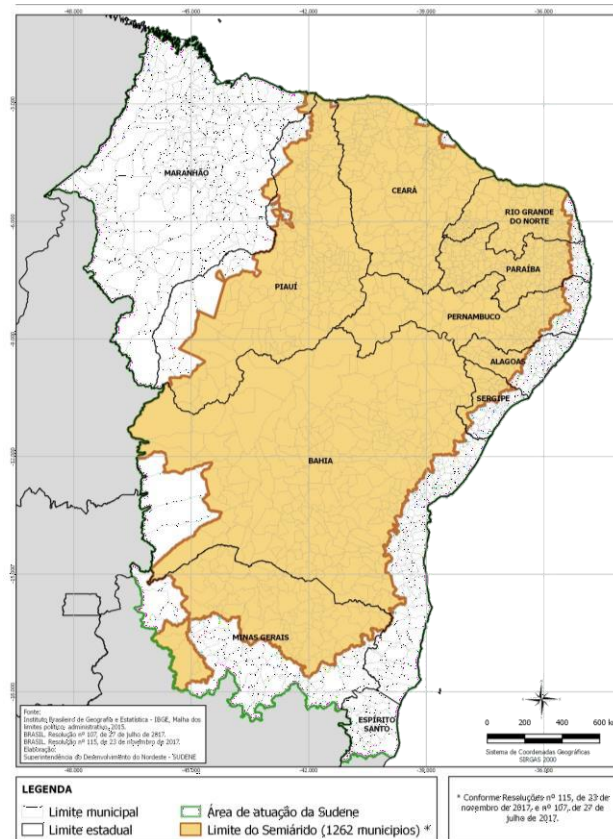 -48,000 -45,000 -42,000 -39,000 -36,000
MARANHÃO
CEARÁ
RIO GRANDE
DO NORTE
PARAÍBA
PIAUÍ
PERNAMBUCO
ALAGOAS
SERGIPE
BAHIA
MINAS GERAIS
ESPÍRITO
SANTO
Fonte:
Instituto Brasileiro de Geografia e Estatística - IBGE, Malha dos
limites político, administrativo, 2015.
BRASIL. Resolução nº 107, de 27 de julho de 2017.
BRASIL. Resolução nº 115, de 23 de novembro de 2017.
Elaboração:
Superintendência do Desenvolvimento do Nordeste - SUDENE
0 200 400 600 k
Sistema de Coordenadas Geográficas
SIRGAS 2000
LEGENDA
Limite municipal
Limite estadual
Área de atuação da Sudene
Limite do Semiárido (1262 municipios) *
* Conforme Resoluções nº 115, de 23 de
novembro de 2017, e nº 107, de 27 de
julho de 2017.